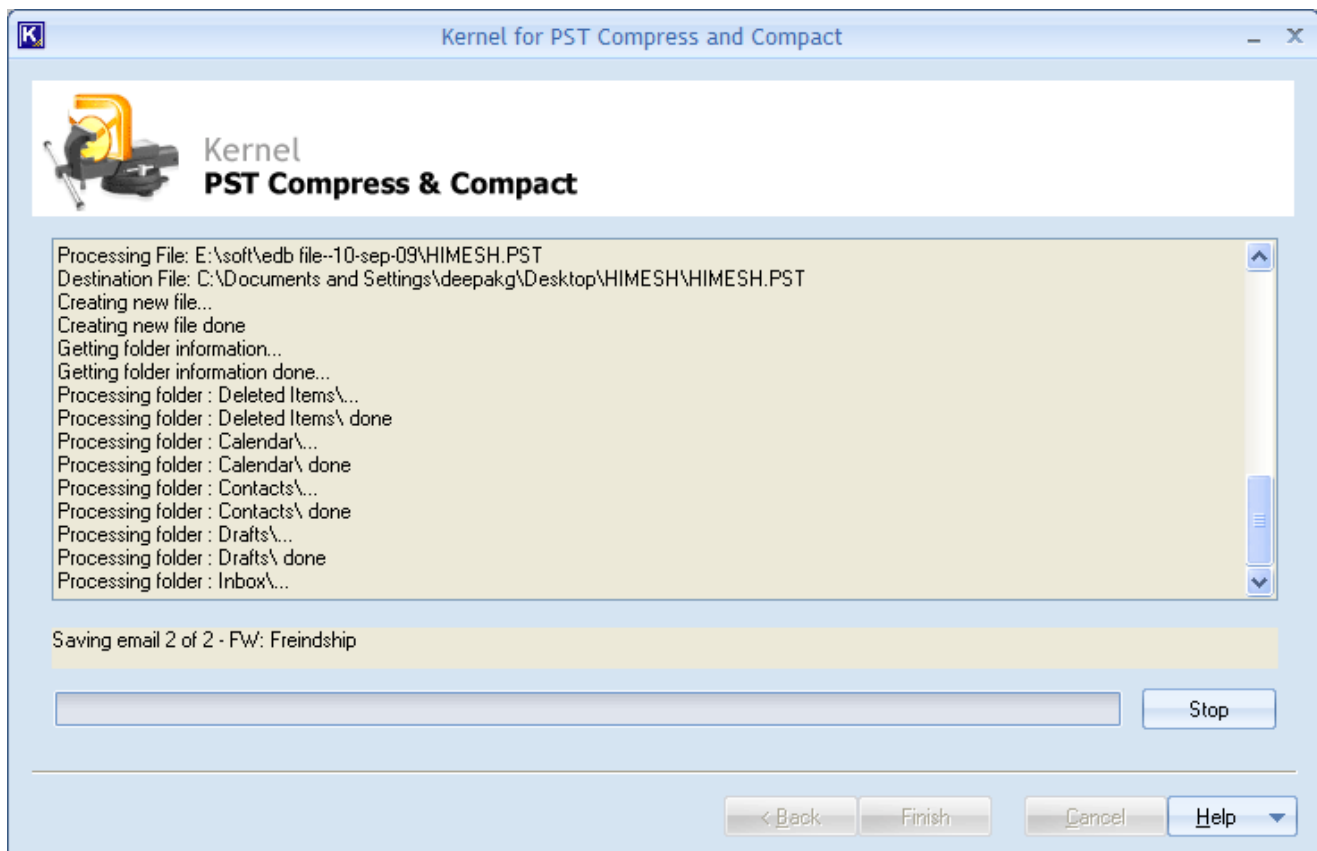 K
Kernel for PST Compress and Compact
Kernel
PST Compress & Compact
Processing File: E:\soft\edb file--10-sep-09\HIMESH.PST
Destination File: C:\Documents and Settings\deepakg\Desktop\HIMESH\HIMESH.PST
Creating new file...
Creating new file done
Getting folder information...
Getting folder information done...
Processing folder : Deleted Items\...
Processing folder : Deleted Items\ done
Processing folder : Calendar\...
Processing folder : Calendar\ done
Processing folder : Contacts\...
Processing folder : Contacts\ done
Processing folder : Drafts\...
Processing folder : Drafts\ done
Processing folder : Inbox\...
Saving email 2 of 2 - FW: Freindship
Stop
< Back
Finish
Cancel
Help